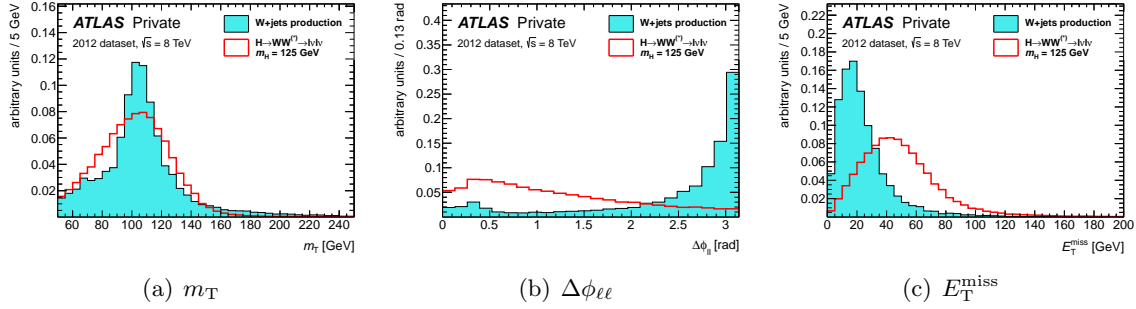 ATLAS Private
2012 dataset, √s = 8 TeV
W+jets production
H→WW(*)→lνlν
mH = 125 GeV
arbitrary units / 5 GeV
0.16
0.14
0.12
0.10
0.08
0.06
0.04
0.02
60 80 100 120 140 160 180 200 220 240
mT [GeV]
(a) mT
ATLAS Private
2012 dataset, √s = 8 TeV
W+jets production
H→WW(*)→lνlν
mH = 125 GeV
arbitrary units / 0.13 rad
0.4
0.35
0.3
0.25
0.2
0.15
0.1
0.05
0 0.5 1 1.5 2 2.5 3
Δϕll [rad]
(b) Δϕℓℓ
ATLAS Private
2012 dataset, √s = 8 TeV
W+jets production
H→WW(*)→lνlν
mH = 125 GeV
arbitrary units / 5 GeV
0.22
0.20
0.18
0.16
0.14
0.12
0.10
0.08
0.06
0.04
0.02
0 20 40 60 80 100 120 140 160 180 200
ETmiss [GeV]
(c) ETmiss